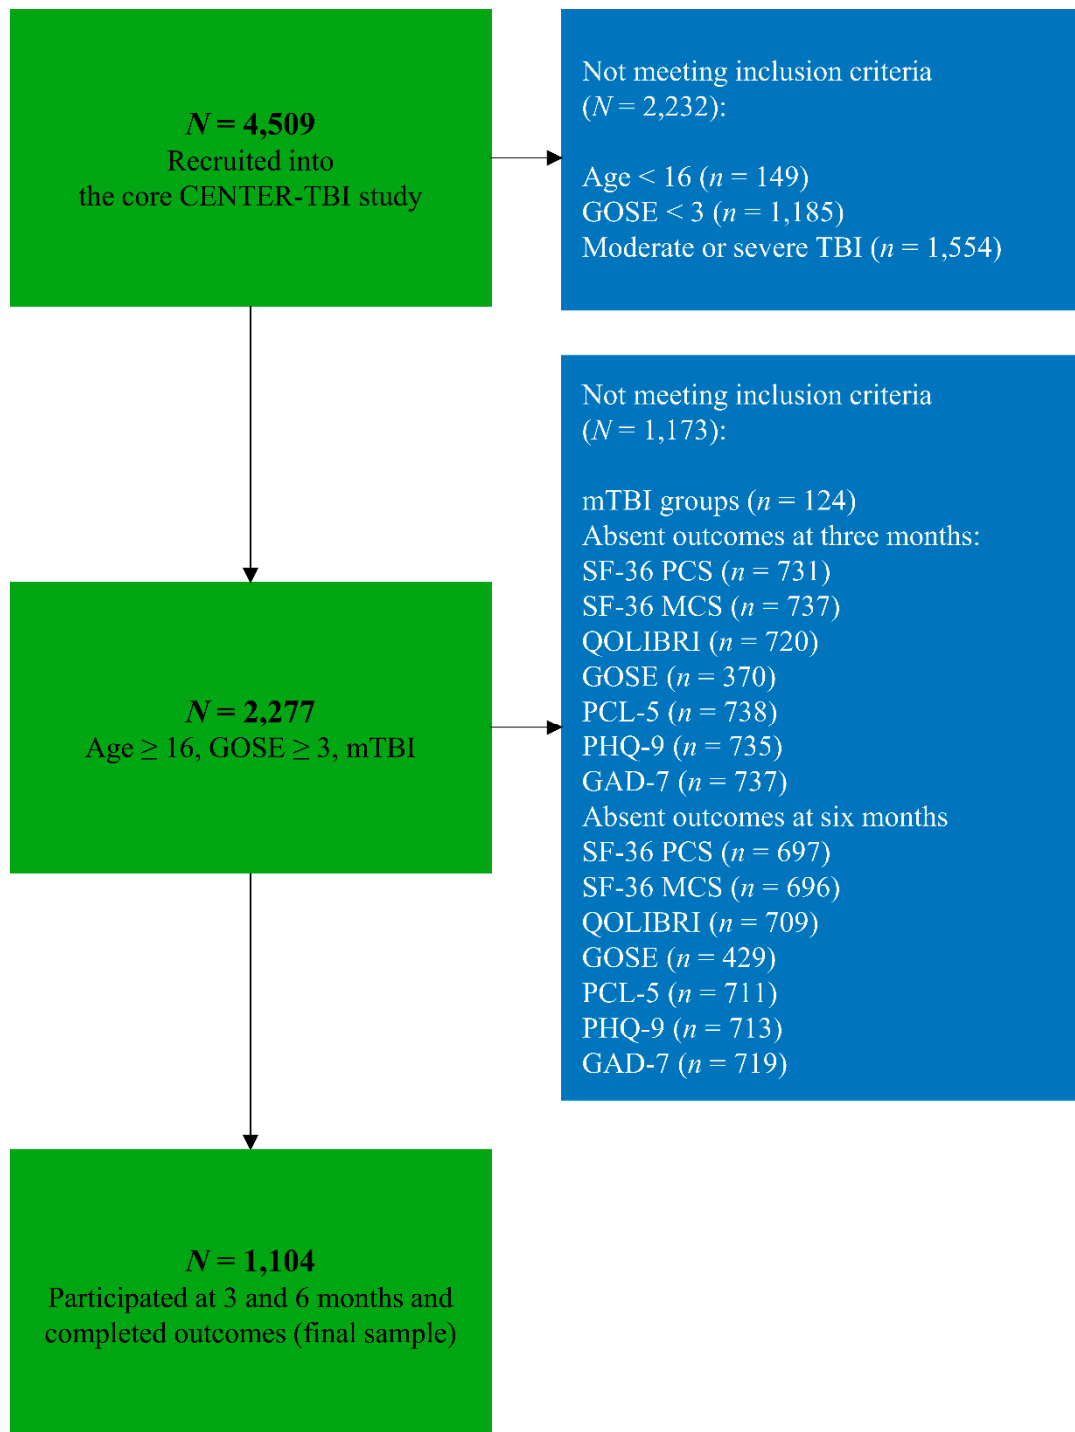 N = 4,509
Recruited into
the core CENTER-TBI study
Not meeting inclusion criteria
(N = 2,232):
Age < 16 (n = 149)
GOSE < 3 (n = 1,185)
Moderate or severe TBI (n = 1,554)
N = 2,277
Age ≥ 16, GOSE ≥ 3, mTBI
Not meeting inclusion criteria
(N = 1,173):
mTBI groups (n = 124)
Absent outcomes at three months:
SF-36 PCS (n = 731)
SF-36 MCS (n = 737)
QOLIBRI (n = 720)
GOSE (n = 370)
PCL-5 (n = 738)
PHQ-9 (n = 735)
GAD-7 (n = 737)
Absent outcomes at six months
SF-36 PCS (n = 697)
SF-36 MCS (n = 696)
QOLIBRI (n = 709)
GOSE (n = 429)
PCL-5 (n = 711)
PHQ-9 (n = 713)
GAD-7 (n = 719)
N = 1,104
Participated at 3 and 6 months and
completed outcomes (final sample)